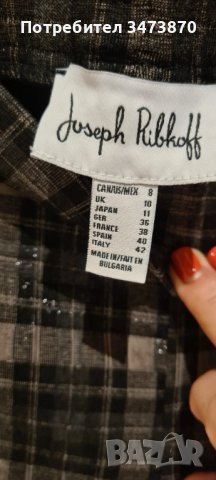 Потребител 3473870
Joseph Ribkoff
CAN/US/MEX 8
UK 10
JAPAN 11
GER 36
FRANCE 38
SPAIN 40
ITALY 42
MADE IN/FAIT EN
BULGARIA
BAZAR